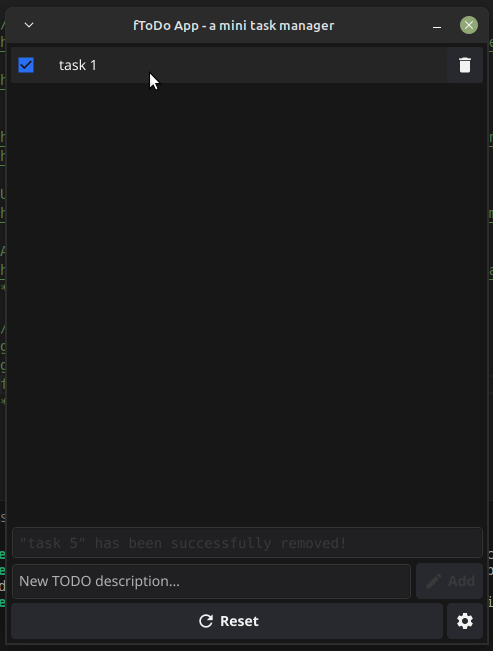 fToDo App - a mini task manager
task 1
"task 5" has been successfully removed!
New TODO description...
Add
Reset